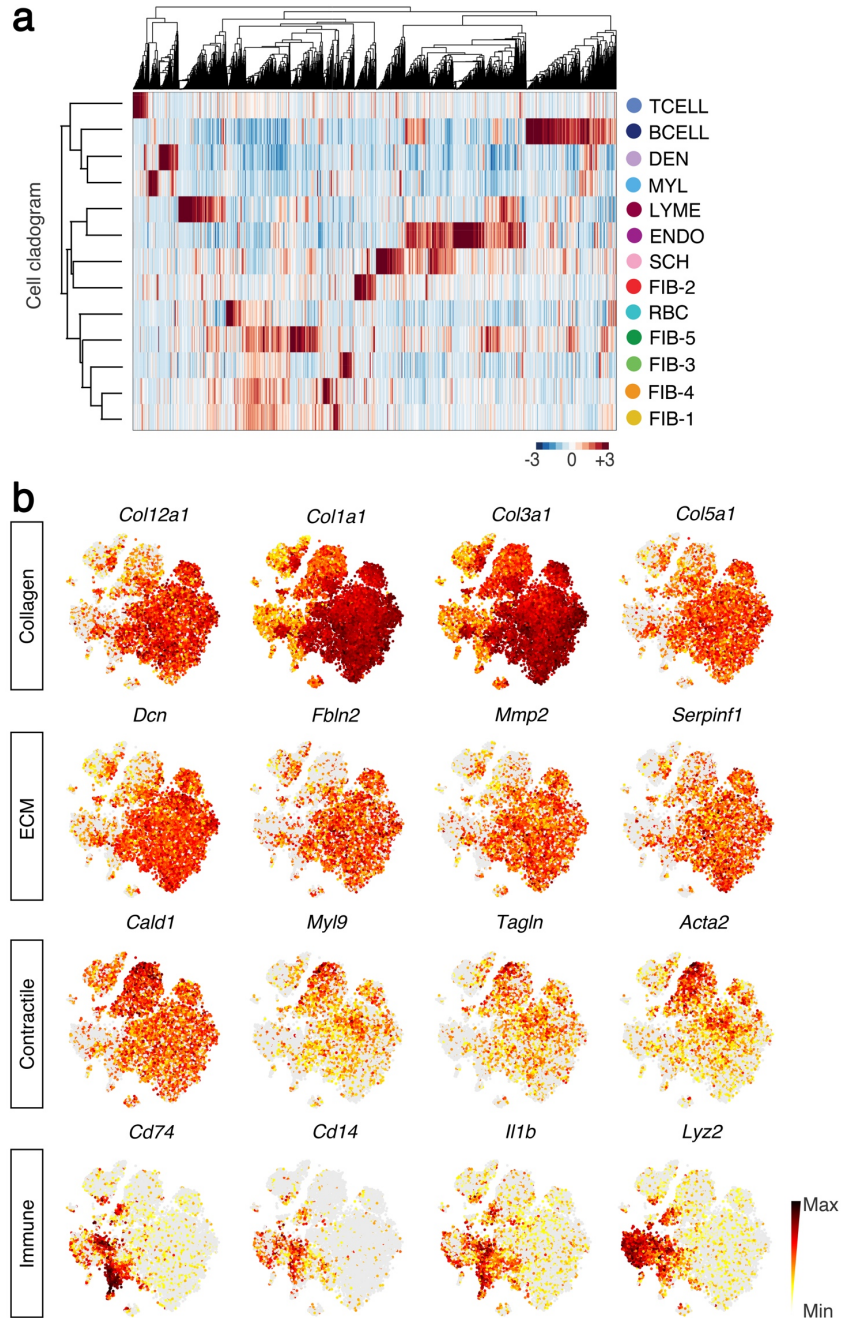 a
Cell cladogram
TCELL
BCELL
DEN
MYL
LYME
ENDO
SCH
FIB-2
RBC
FIB-5
FIB-3
FIB-4
FIB-1
-3 0 +3
b
Collagen
Col12a1 Col1a1 Col3a1 Col5a1
ECM
Dcn Fbln2 Mmp2 Serpinf1
Contractile
Cald1 Myl9 Tagln Acta2
Immune
Cd74 Cd14 Il1b Lyz2
Max
Min